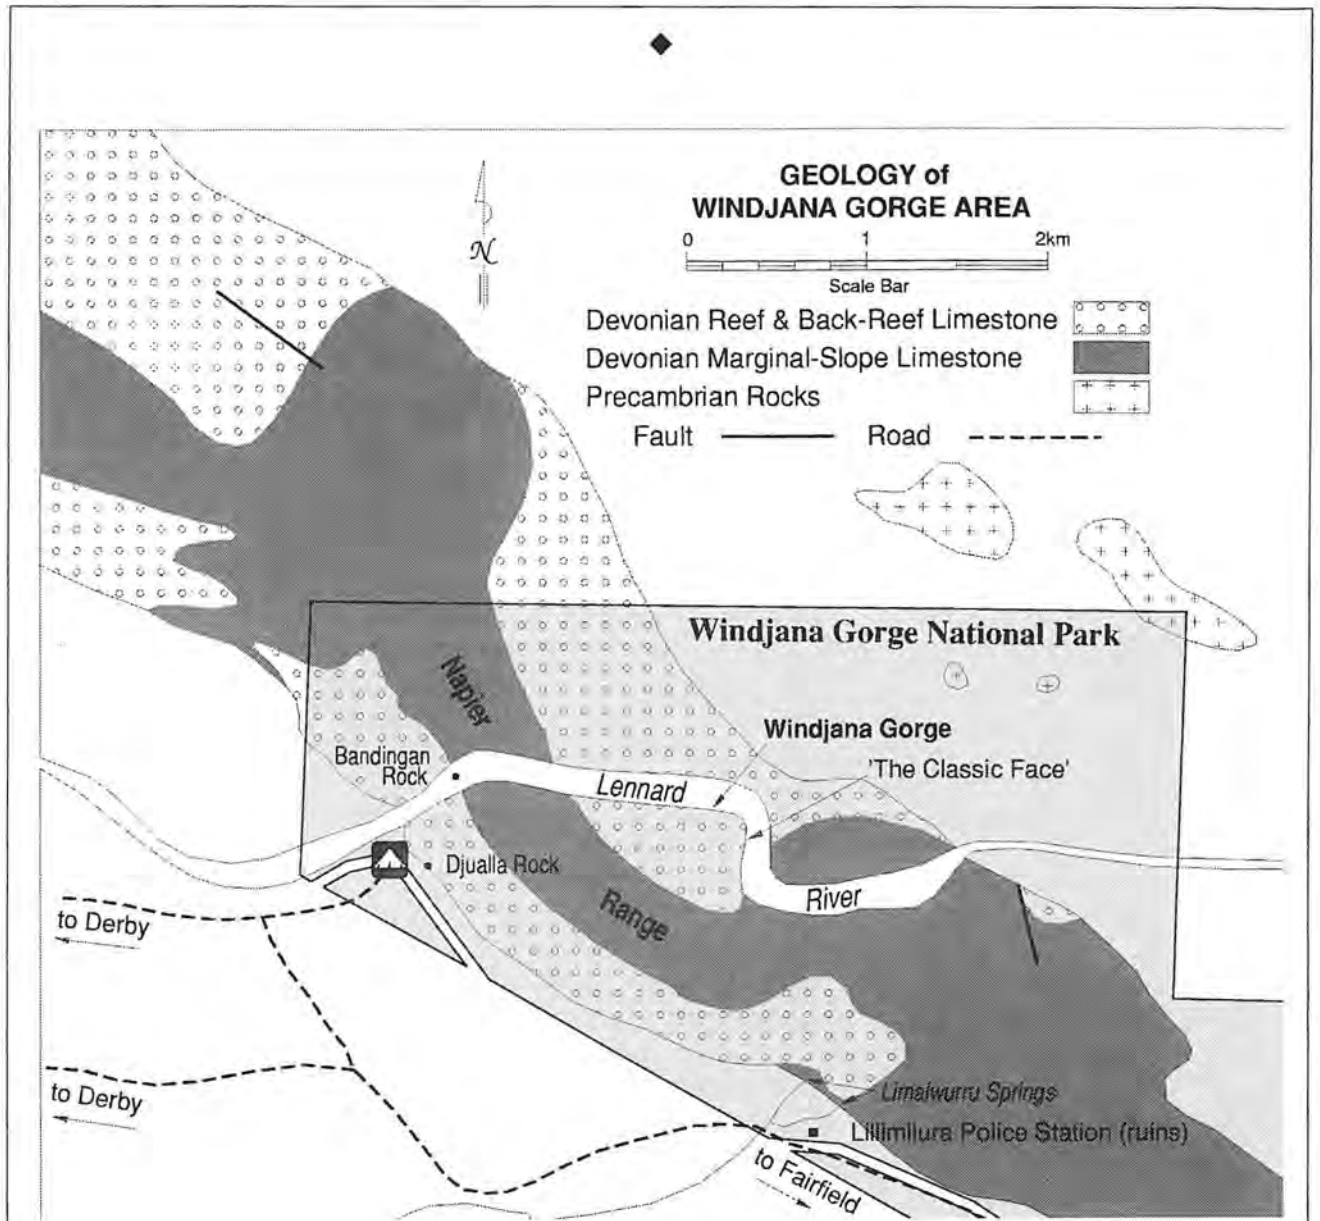 GEOLOGY of
WINDJANA GORGE AREA
0 1 2km
Scale Bar
N
Devonian Reef & Back-Reef Limestone
Devonian Marginal-Slope Limestone
Precambrian Rocks
Fault Road
Windjana Gorge National Park
Napier
Windjana Gorge
Bandingan
Rock
'The Classic Face'
Lennard
Djualla Rock
River
Range
to Derby
to Derby
Limalwurru Springs
Lillimilura Police Station (ruins)
to Fairfield